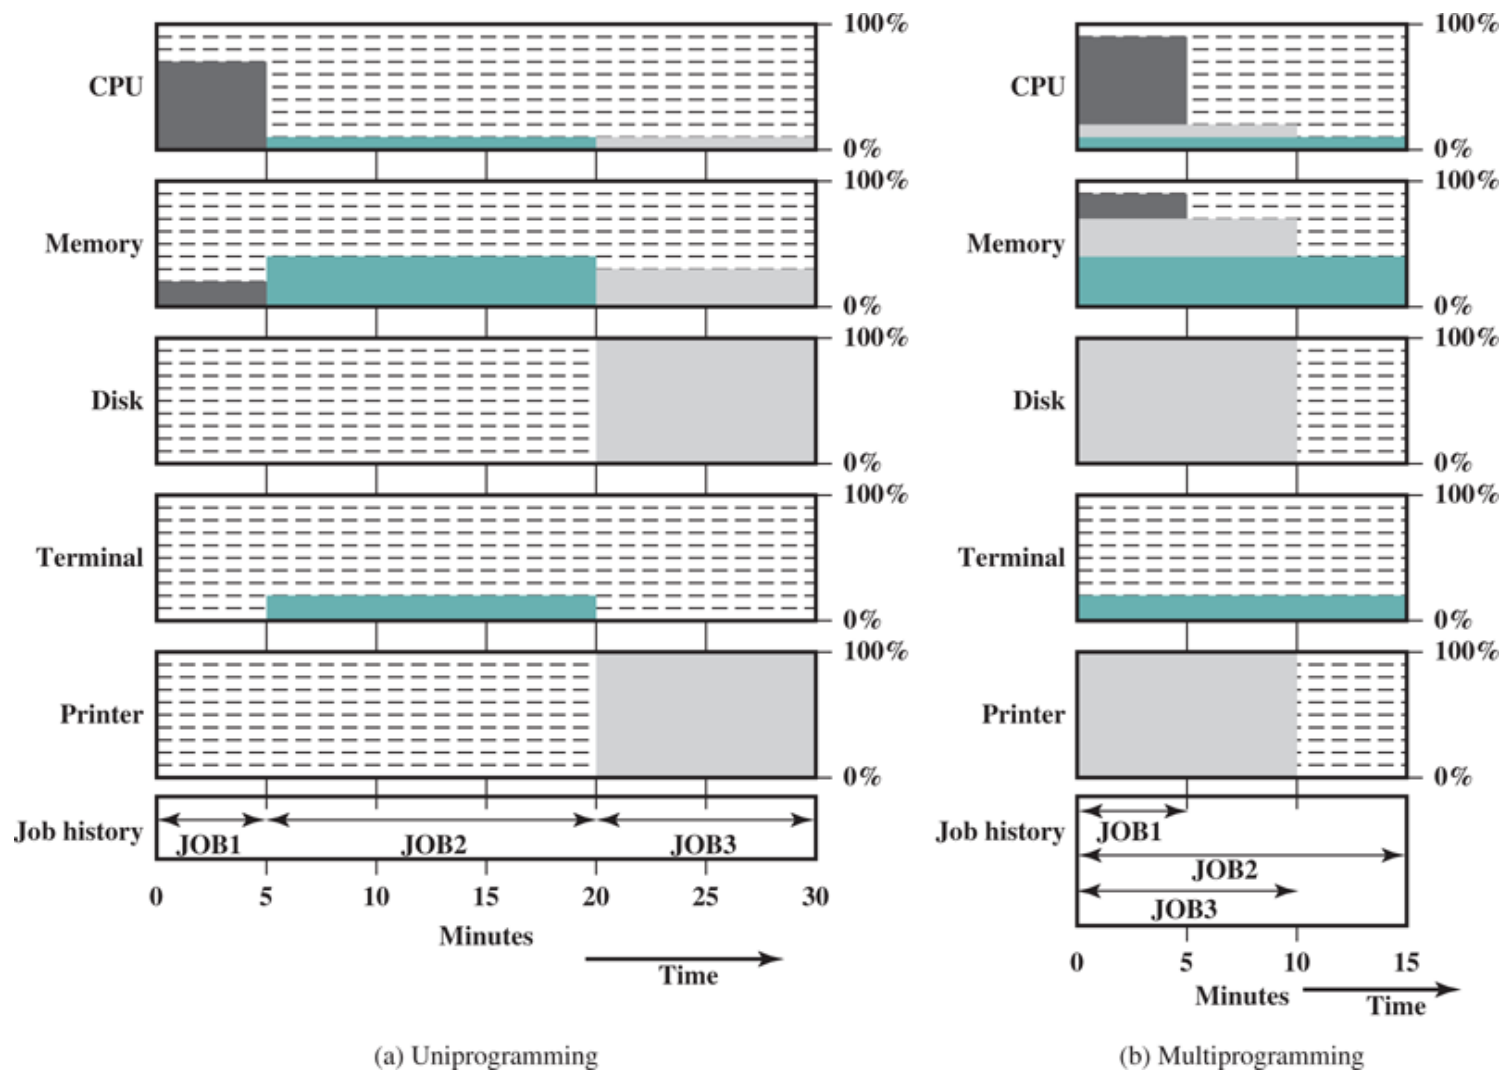 100%
CPU
0%
100%
Memory
0%
100%
Disk
0%
100%
Terminal
0%
100%
Printer
0%
Job history
JOB1 JOB2 JOB3
0 5 10 15 20 25 30
Minutes
Time
(a) Uniprogramming
100%
CPU
0%
100%
Memory
0%
100%
Disk
0%
100%
Terminal
0%
100%
Printer
0%
Job history
JOB1
JOB2
JOB3
0 5 10 15
Minutes
Time
(b) Multiprogramming